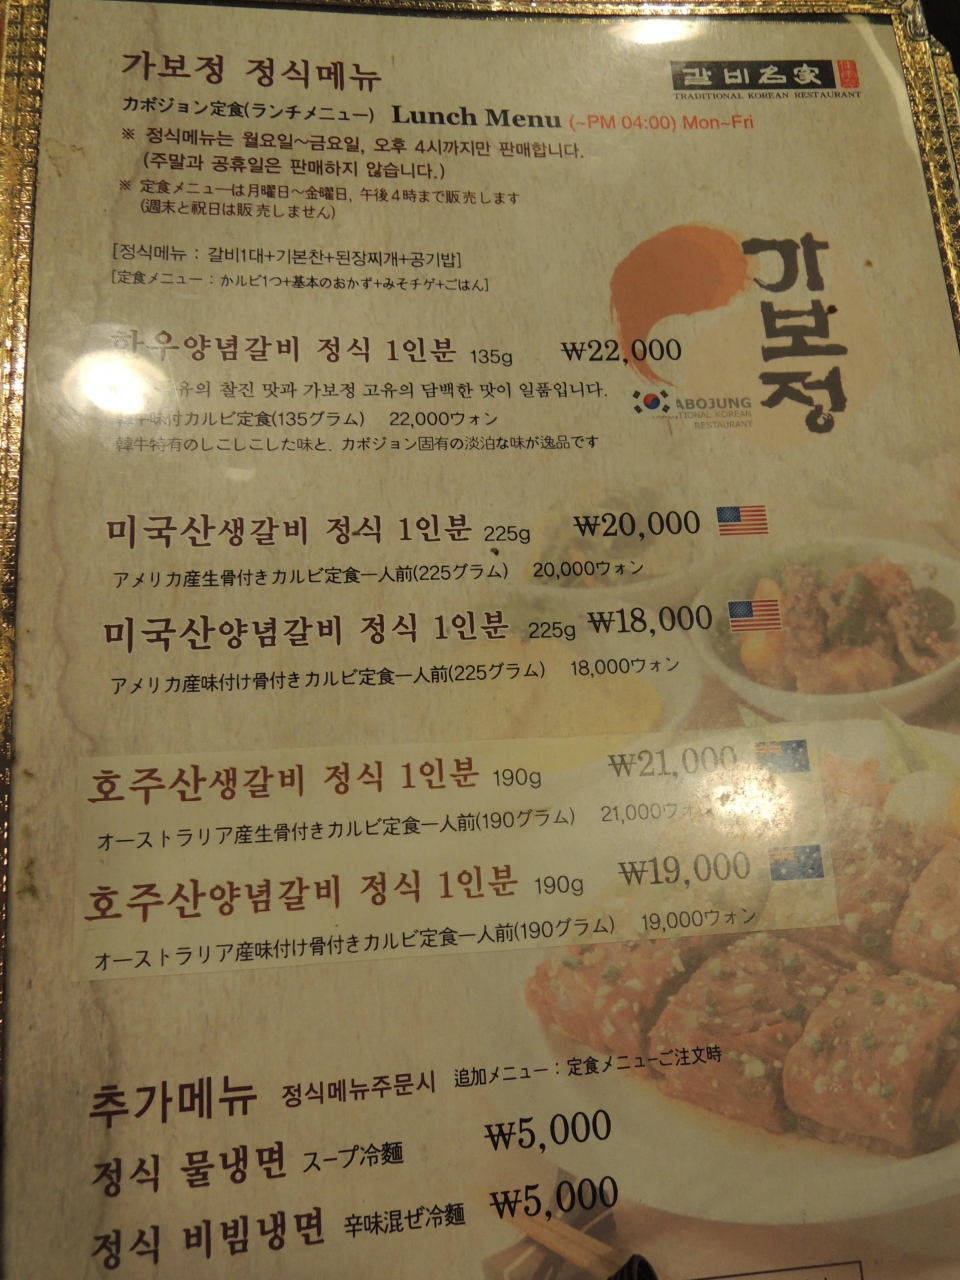 가보정 정식메뉴
갈비名家
TRADITIONAL KOREAN RESTAURANT
カボジョン定食(ランチメニュー) Lunch Menu (~PM 04:00) Mon~Fri
※ 정식메뉴는 월요일~금요일, 오후 4시까지만 판매합니다.
(주말과 공휴일은 판매하지 않습니다.)
※ 定食メニューは月曜日～金曜日, 午後4時まで販売します
(週末と祝日は販売しません)
[정식메뉴 : 갈비1대+기본찬+된장찌개+공기밥]
[定食メニュー : カルビ1つ+基本のおかず+みそチゲ+ごはん]
가보정
ABOJUNG
TIONAL KOREAN
RESTAURANT
한우양념갈비 정식 1인분 135g ₩22,000
유의 찰진 맛과 가보정 고유의 담백한 맛이 일품입니다.
韓牛味付カルビ定食(135グラム) 22,000ウォン
韓牛特有のしこしこした味と, カボジョン固有の淡泊な味が逸品です
미국산생갈비 정식 1인분 225g ₩20,000
アメリカ産生骨付きカルビ定食一人前(225グラム) 20,000ウォン
미국산양념갈비 정식 1인분 225g ₩18,000
アメリカ産味付け骨付きカルビ定食一人前(225グラム) 18,000ウォン
호주산생갈비 정식 1인분 190g ₩21,000
オーストラリア産生骨付きカルビ定食一人前(190グラム) 21,000ウォン
호주산양념갈비 정식 1인분 190g ₩19,000
オーストラリア産味付け骨付きカルビ定食一人前(190グラム) 19,000ウォン
추가메뉴 정식메뉴주문시 追加メニュー : 定食メニューご注文時
정식 물냉면 スープ冷麵 ₩5,000
정식 비빔냉면 辛味混ぜ冷麵 ₩5,000